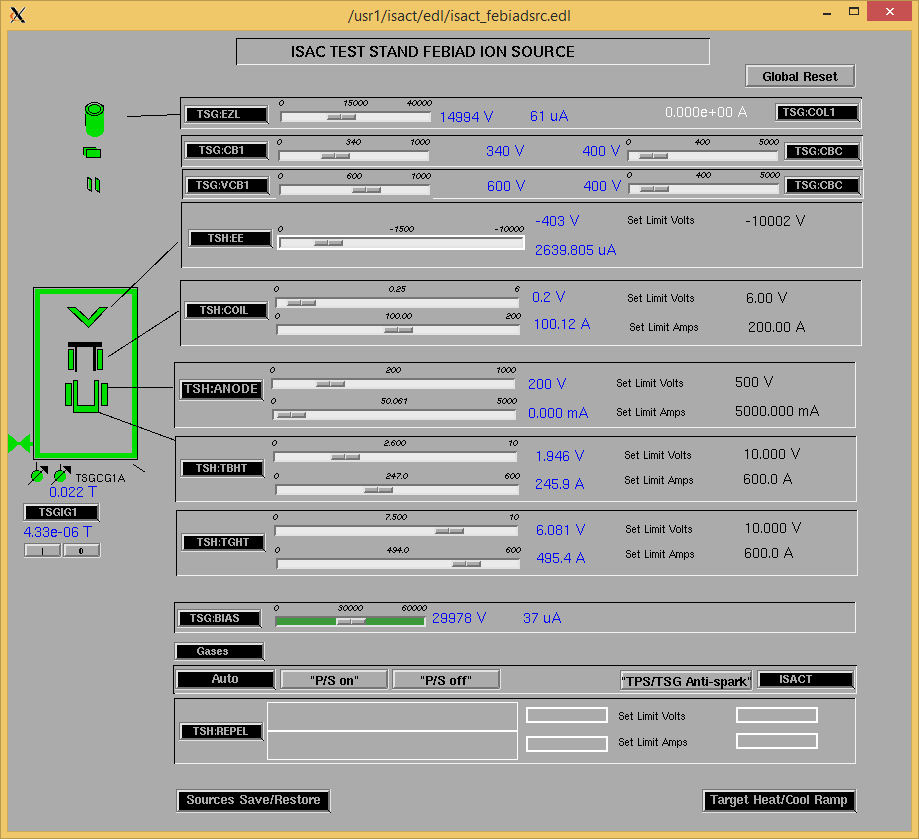 /usr1/isact/edl/isact_febiadsrc.edl
ISAC TEST STAND FEBIAD ION SOURCE
Global Reset
TSG:EZL 0 15000 40000 14994 V 61 uA 0.000e+00 A TSG:COL1
TSG:CB1 0 340 1000 340 V 400 V 0 400 5000 TSG:CBC
TSG:VCB1 0 600 1000 600 V 400 V 0 400 5000 TSG:CBC
-403 V Set Limit Volts -10002 V
TSH:EE 0 -1500 -10000
2639.805 uA
0 0.25 6 0.2 V Set Limit Volts 6.00 V
TSH:COIL
0 100.00 200 100.12 A Set Limit Amps 200.00 A
0 200 1000 200 V Set Limit Volts 500 V
TSH:ANODE
0 50.061 5000 0.000 mA Set Limit Amps 5000.000 mA
0 2.600 10 1.946 V Set Limit Volts 10.000 V
TSH:TBHT
0 247.0 600 245.9 A Set Limit Amps 600.0 A
TSGCG1A
0.022 T
TSGIG1
4.33e-06 T
I 0
0 7.500 10 6.081 V Set Limit Volts 10.000 V
TSH:TGHT
0 494.0 600 495.4 A Set Limit Amps 600.0 A
TSG:BIAS 0 30000 60000 29978 V 37 uA
Gases
Auto "P/S on" "P/S off" "TPS/TSG Anti-spark" ISACT
Set Limit Volts
TSH:REPEL
Set Limit Amps
Sources Save/Restore Target Heat/Cool Ramp